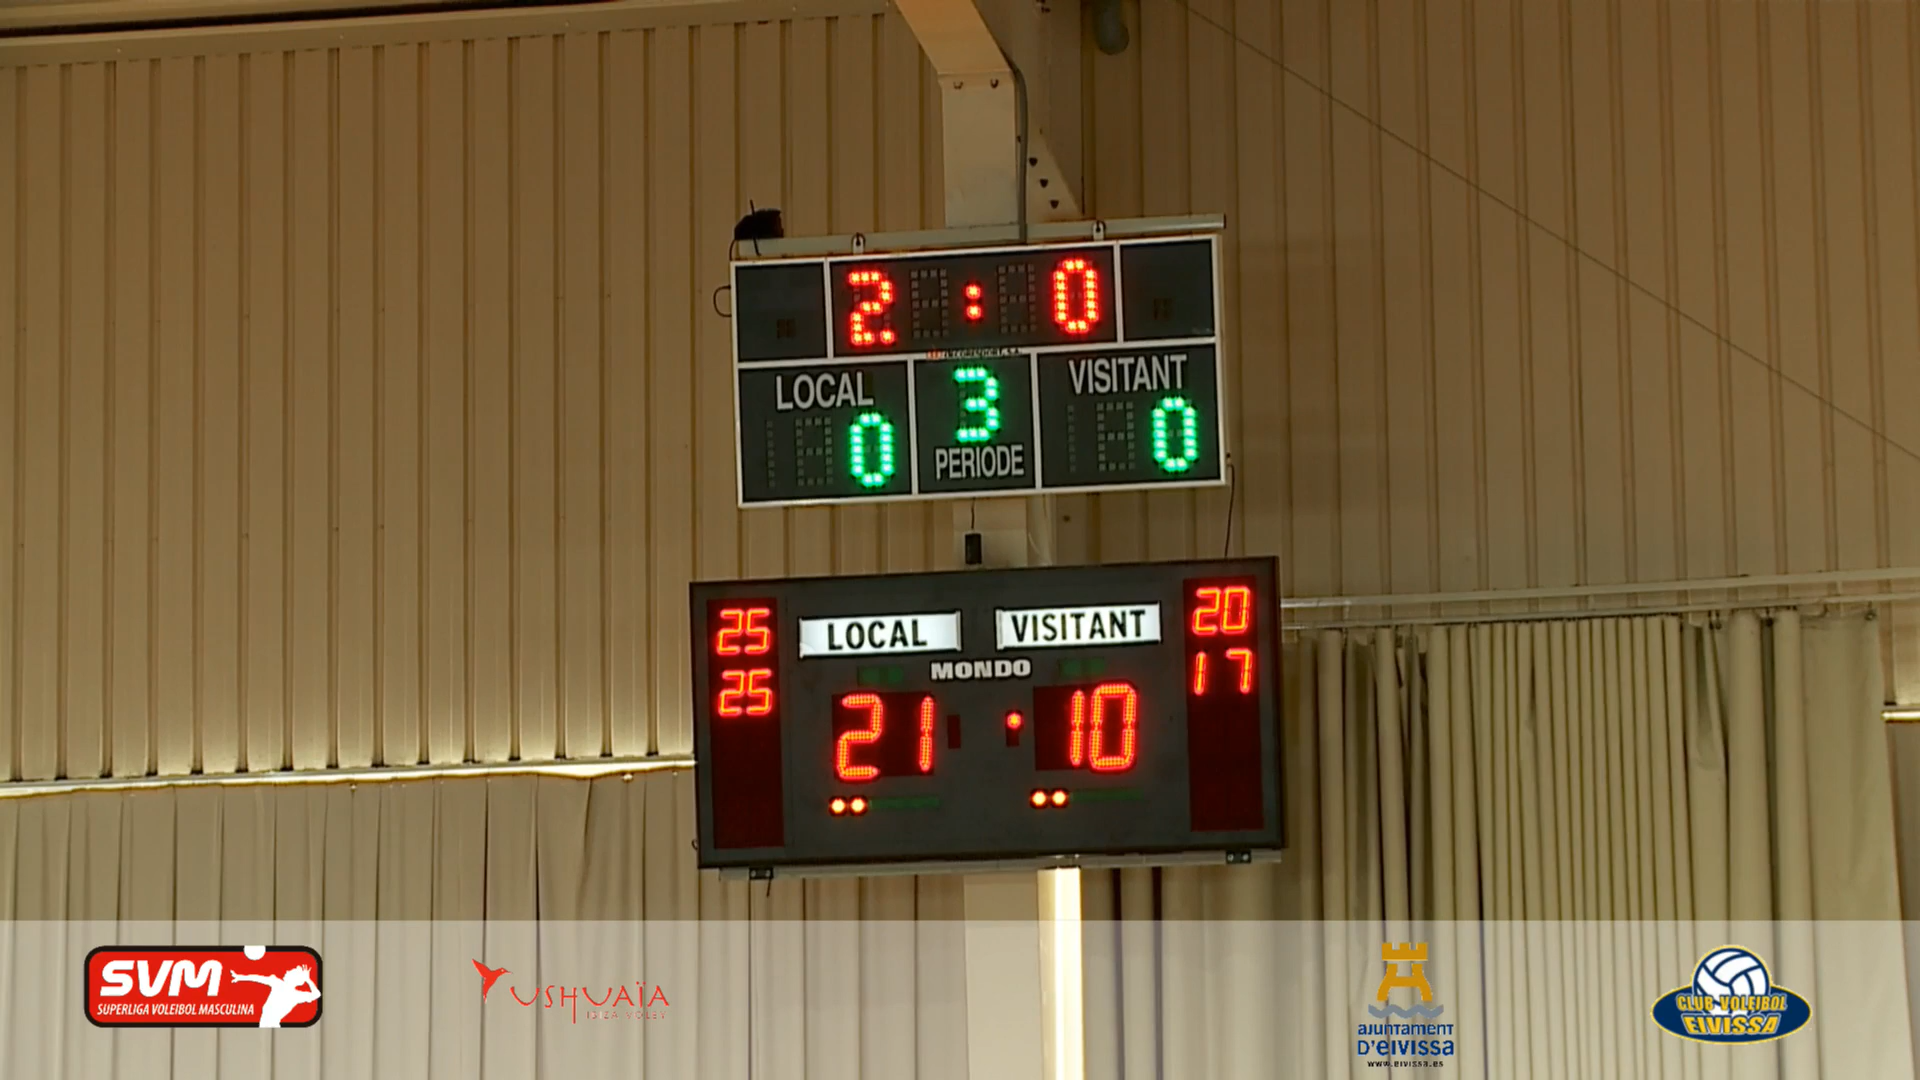 2 : 0
LOCAL 3 VISITANT
0 PERIODE 0
25 LOCAL VISITANT 20
25 MONDO 17
21 10
SVM
SUPERLIGA VOLEIBOL MASCULINA
USHUAÏA
IBIZA VOLEY
ajuntament
D'eivissa
www.eivissa.es
CLUB VOLEIBOL
EIVISSA